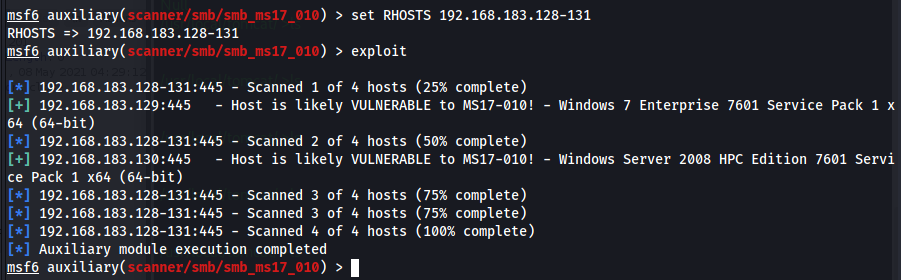 msf6 auxiliary(scanner/smb/smb_ms17_010) > set RHOSTS 192.168.183.128-131
RHOSTS => 192.168.183.128-131
msf6 auxiliary(scanner/smb/smb_ms17_010) > exploit
[*] 192.168.183.128-131:445 - Scanned 1 of 4 hosts (25% complete)
[+] 192.168.183.129:445   - Host is likely VULNERABLE to MS17-010! - Windows 7 Enterprise 7601 Service Pack 1 x
64 (64-bit)
[*] 192.168.183.128-131:445 - Scanned 2 of 4 hosts (50% complete)
[+] 192.168.183.130:445   - Host is likely VULNERABLE to MS17-010! - Windows Server 2008 HPC Edition 7601 Servi
ce Pack 1 x64 (64-bit)
[*] 192.168.183.128-131:445 - Scanned 3 of 4 hosts (75% complete)
[*] 192.168.183.128-131:445 - Scanned 3 of 4 hosts (75% complete)
[*] 192.168.183.128-131:445 - Scanned 4 of 4 hosts (100% complete)
[*] Auxiliary module execution completed
msf6 auxiliary(scanner/smb/smb_ms17_010) >